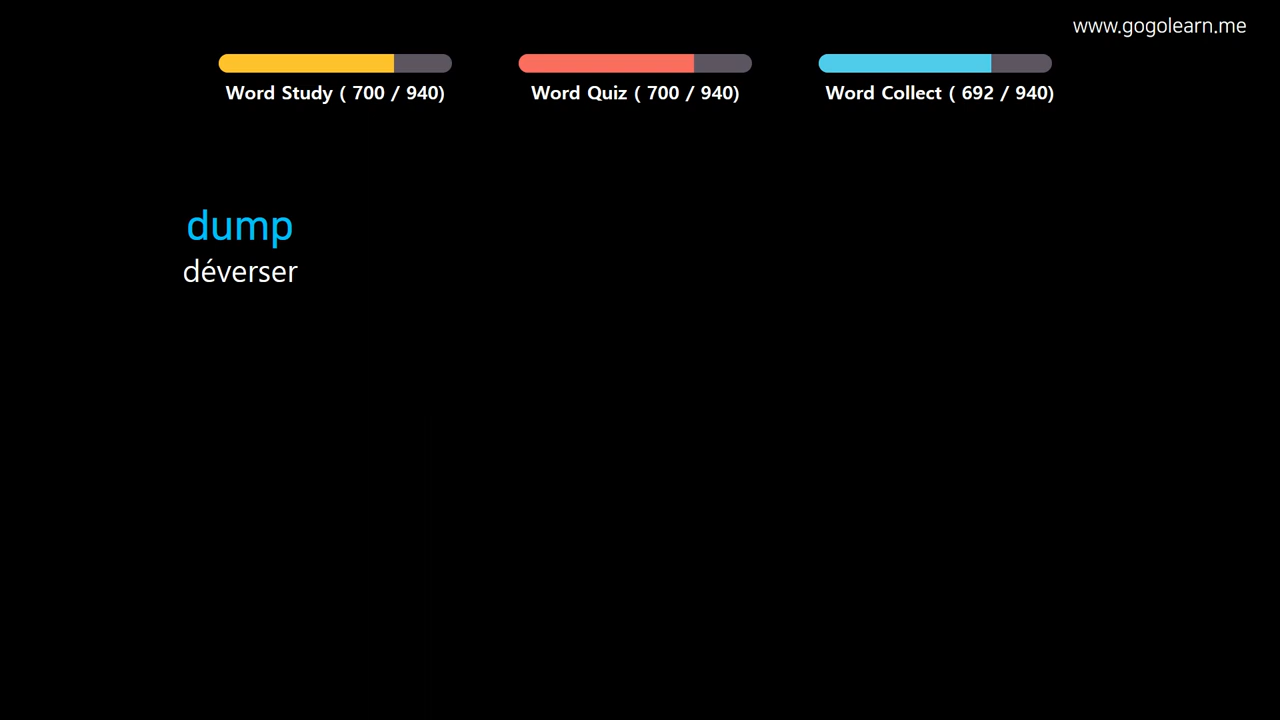 www.gogolearn.me
Word Study ( 700 / 940)
Word Quiz ( 700 / 940)
Word Collect ( 692 / 940)
dump
déverser